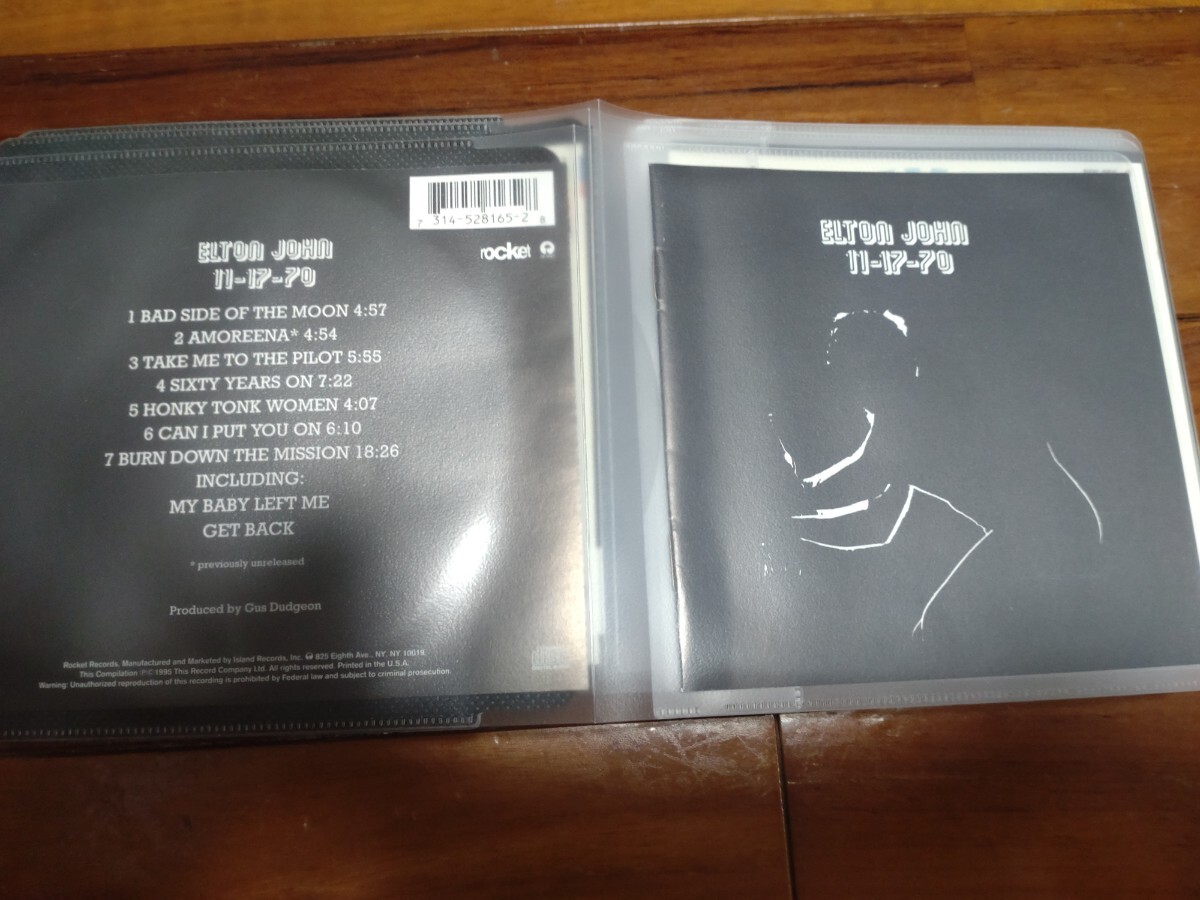 7 314-528165-2 8
rocket
ELTON JOHN
11-17-70
1 BAD SIDE OF THE MOON 4:57
2 AMOREENA* 4:54
3 TAKE ME TO THE PILOT 5:55
4 SIXTY YEARS ON 7:22
5 HONKY TONK WOMEN 4:07
6 CAN I PUT YOU ON 6:10
7 BURN DOWN THE MISSION 18:26
INCLUDING:
MY BABY LEFT ME
GET BACK
* previously unreleased
Produced by Gus Dudgeon
Rocket Records, Manufactured and Marketed by Island Records, Inc. 825 Eighth Ave., NY, NY 10019.
This Compilation ℗© 1995 This Record Company Ltd. All rights reserved. Printed in the U.S.A.
Warning: Unauthorized reproduction of this recording is prohibited by Federal law and subject to criminal prosecution.
ELTON JOHN
11-17-70